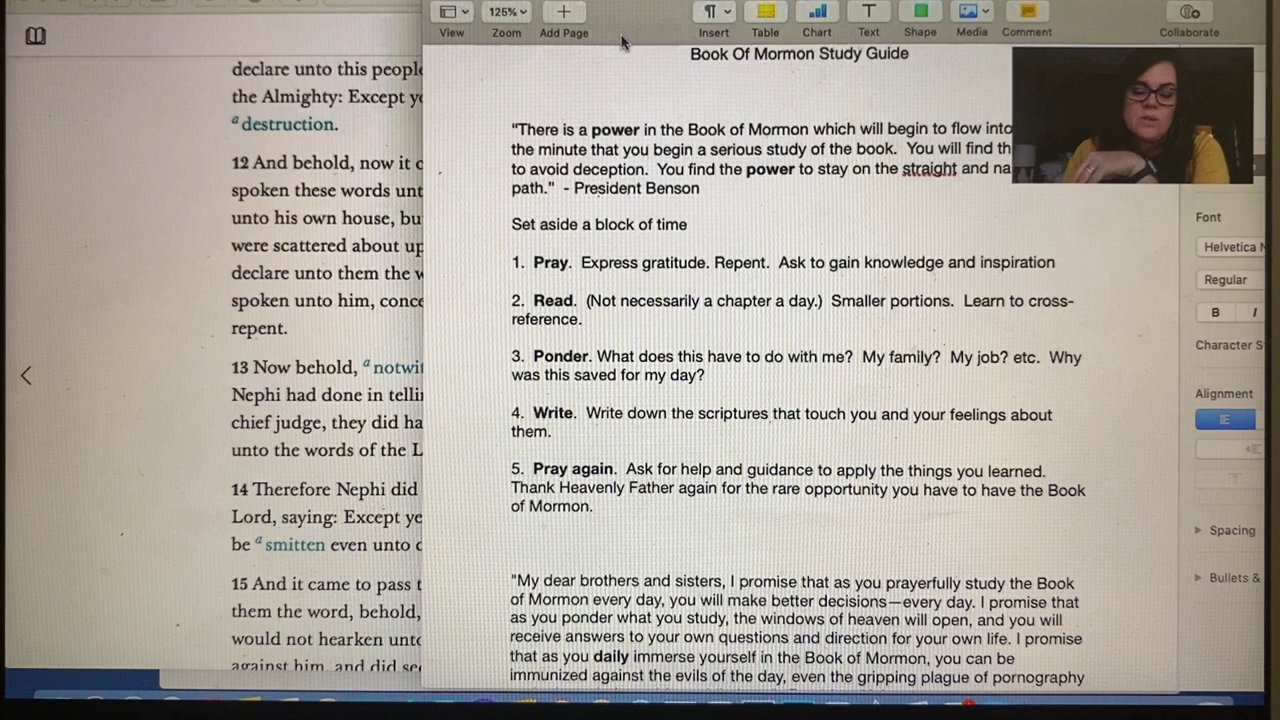 125%
View
Zoom
Add Page
Insert
Table
Chart
Text
Shape
Media
Comment
Collaborate
declare unto this people
the Almighty: Except ye
a destruction.
12 And behold, now it c
spoken these words unt
unto his own house, bu
were scattered about up
declare unto them the w
spoken unto him, conce
repent.
13 Now behold, a notwit
Nephi had done in tellin
chief judge, they did ha
unto the words of the L
14 Therefore Nephi did
Lord, saying: Except ye
be a smitten even unto d
15 And it came to pass t
them the word, behold,
would not hearken unto
against him, and did see
Book Of Mormon Study Guide
“There is a power in the Book of Mormon which will begin to flow into
the minute that you begin a serious study of the book. You will find th
to avoid deception. You find the power to stay on the straight and na
path.” - President Benson
Set aside a block of time
1. Pray. Express gratitude. Repent. Ask to gain knowledge and inspiration
2. Read. (Not necessarily a chapter a day.) Smaller portions. Learn to cross-
reference.
3. Ponder. What does this have to do with me? My family? My job? etc. Why
was this saved for my day?
4. Write. Write down the scriptures that touch you and your feelings about
them.
5. Pray again. Ask for help and guidance to apply the things you learned.
Thank Heavenly Father again for the rare opportunity you have to have the Book
of Mormon.
"My dear brothers and sisters, I promise that as you prayerfully study the Book
of Mormon every day, you will make better decisions—every day. I promise that
as you ponder what you study, the windows of heaven will open, and you will
receive answers to your own questions and direction for your own life. I promise
that as you daily immerse yourself in the Book of Mormon, you can be
immunized against the evils of the day, even the gripping plague of pornography
Font
Helvetica N
Regular
B I
Character S
Alignment
Spacing
Bullets &